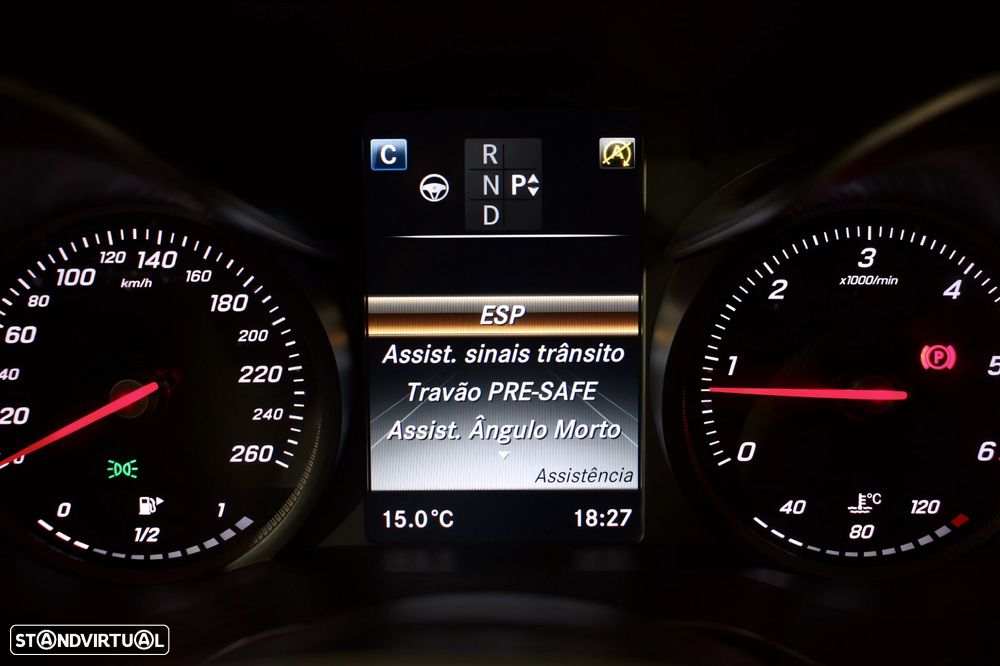 C
R
N P
D
ESP
Assist. sinais trânsito
Travão PRE-SAFE
Assist. Ângulo Morto
Assistência
15.0°C 18:27
0
20
40
60
80
100
120
140
160
180
200
220
240
260
km/h
0 1/2 1
0
1
2
3
4
5
6
x1000/min
P
°C
40 80 120
STANDVIRTUAL